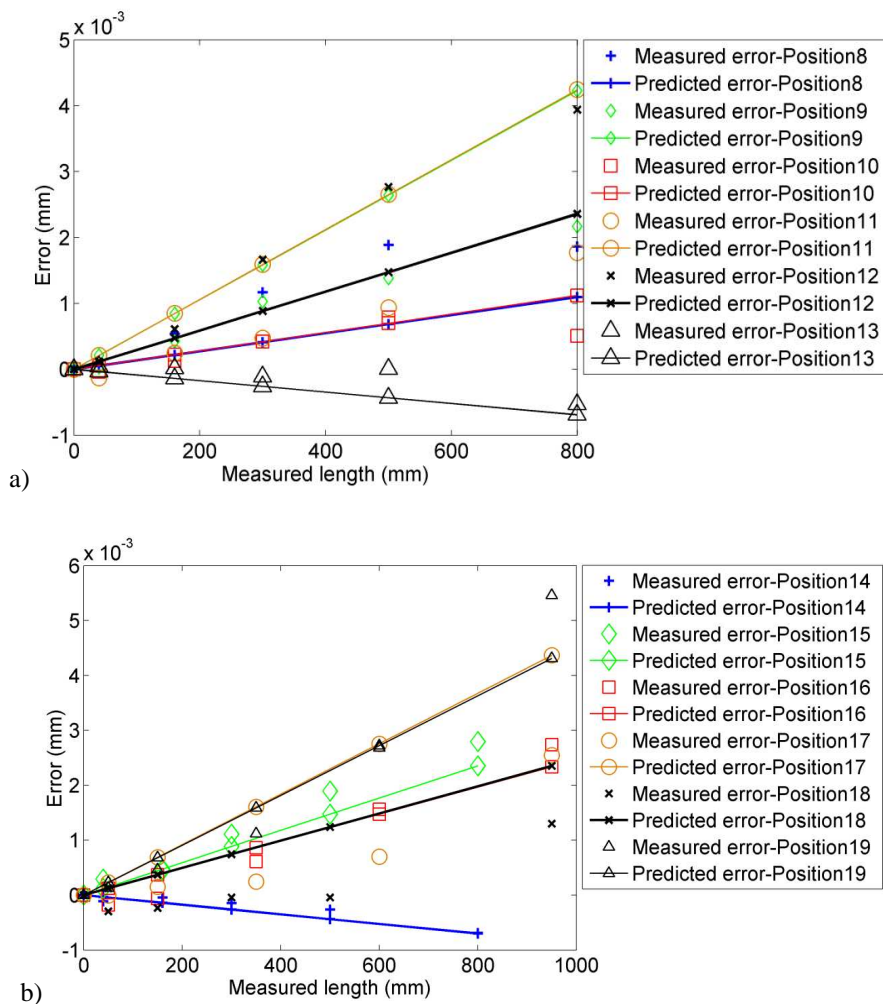 x 10⁻³
5
4
3
2
1
0
-1
Error (mm)
0 200 400 600 800
Measured length (mm)
Measured error-Position8
Predicted error-Position8
Measured error-Position9
Predicted error-Position9
Measured error-Position10
Predicted error-Position10
Measured error-Position11
Predicted error-Position11
Measured error-Position12
Predicted error-Position12
Measured error-Position13
Predicted error-Position13
a)
x 10⁻³
6
5
4
3
2
1
0
-1
Error (mm)
0 200 400 600 800 1000
Measured length (mm)
Measured error-Position14
Predicted error-Position14
Measured error-Position15
Predicted error-Position15
Measured error-Position16
Predicted error-Position16
Measured error-Position17
Predicted error-Position17
Measured error-Position18
Predicted error-Position18
Measured error-Position19
Predicted error-Position19
b)